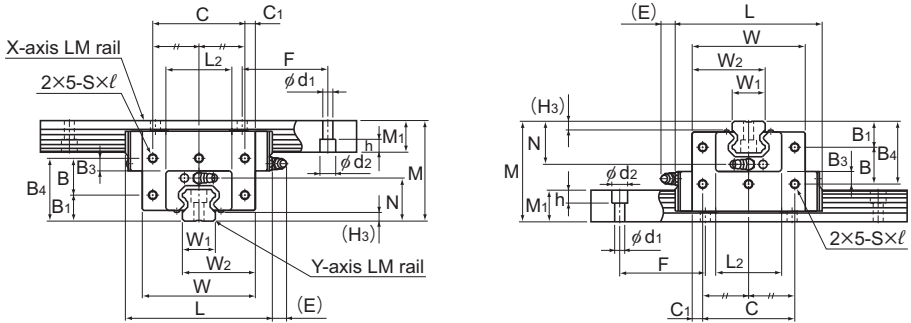 C
C1
(E)
L
X-axis LM rail
L2
F
W
2×5-S×ℓ
φd1
W2
W1
(H3)
M1
h
φd2
M
B3
B
B4
B1
N
(H3)
W1
W2
Y-axis LM rail
W
L
(E)
M
N
B1
B3
B
B4
φd2
h
M1
φd1
2×5-S×ℓ
F
L2
C1
C